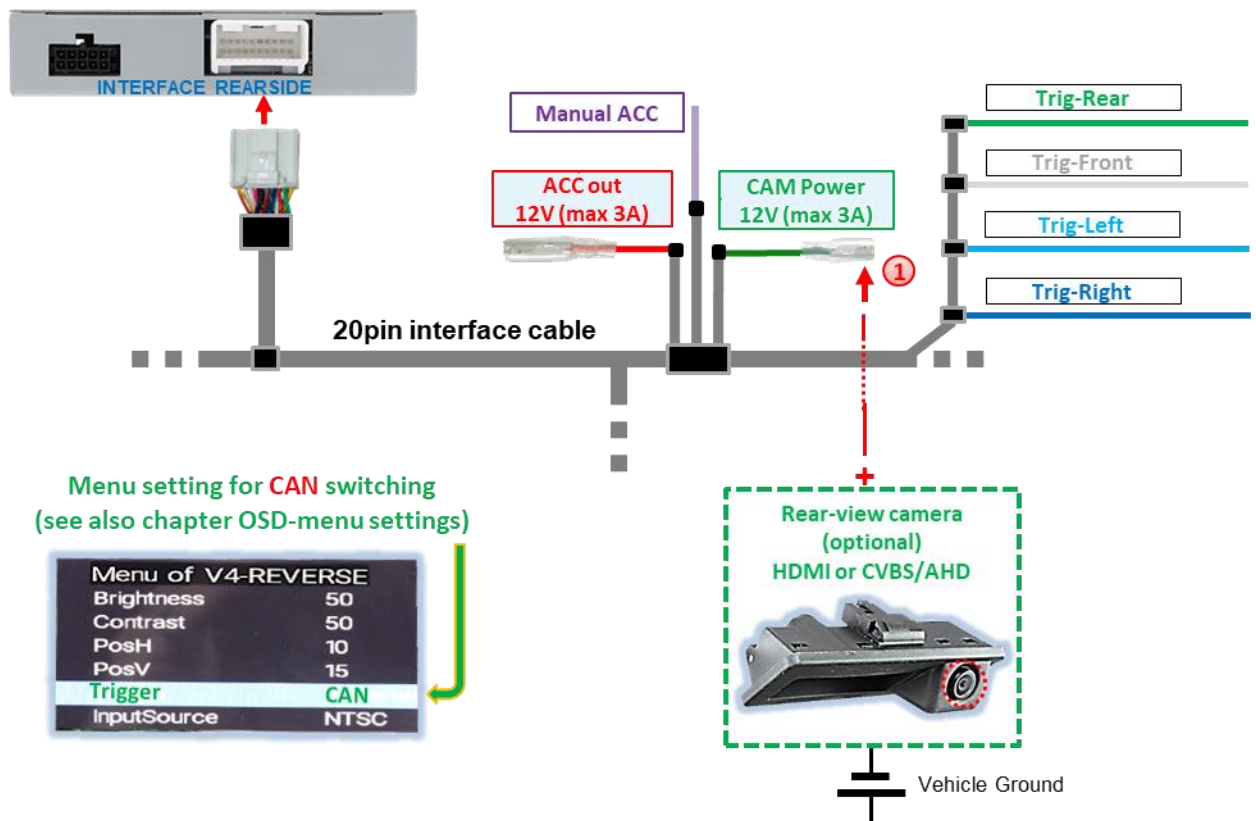 INTERFACE REARSIDE
Manual ACC
ACC out
12V (max 3A)
CAM Power
12V (max 3A)
1
Trig-Rear
Trig-Front
Trig-Left
Trig-Right
20pin interface cable
Menu setting for CAN switching
(see also chapter OSD-menu settings)
Menu of V4-REVERSE
Brightness 50
Contrast 50
PosH 10
PosV 15
Trigger CAN
InputSource NTSC
+
Rear-view camera
(optional)
HDMI or CVBS/AHD
Vehicle Ground